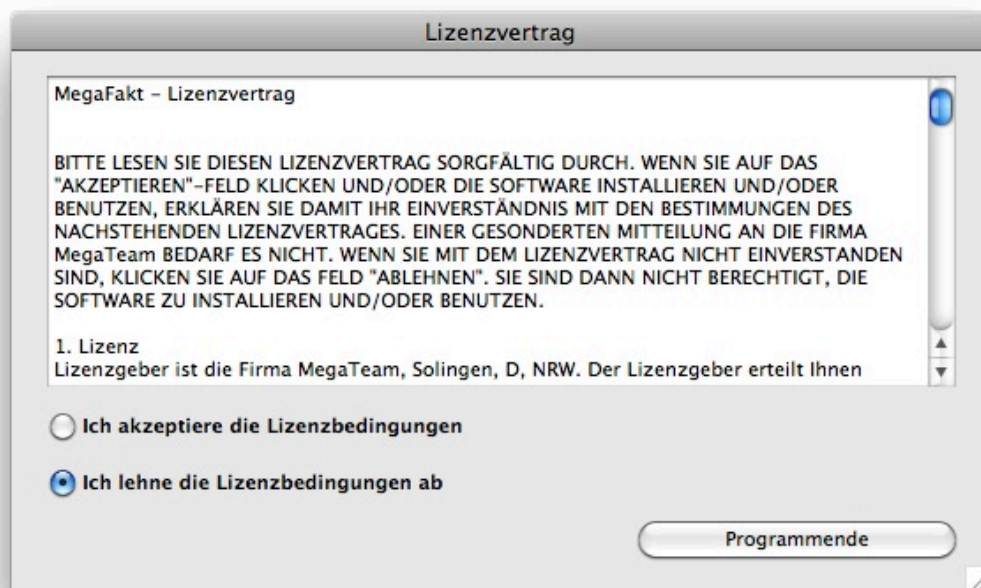 Lizenzvertrag
MegaFakt – Lizenzvertrag
BITTE LESEN SIE DIESEN LIZENZVERTRAG SORGFÄLTIG DURCH. WENN SIE AUF DAS
"AKZEPTIEREN"-FELD KLICKEN UND/ODER DIE SOFTWARE INSTALLIEREN UND/ODER
BENUTZEN, ERKLÄREN SIE DAMIT IHR EINVERSTÄNDNIS MIT DEN BESTIMMUNGEN DES
NACHSTEHENDEN LIZENZVERTRAGES. EINER GESONDERTEN MITTEILUNG AN DIE FIRMA
MegaTeam BEDARF ES NICHT. WENN SIE MIT DEM LIZENZVERTRAG NICHT EINVERSTANDEN
SIND, KLICKEN SIE AUF DAS FELD "ABLEHNEN". SIE SIND DANN NICHT BERECHTIGT, DIE
SOFTWARE ZU INSTALLIEREN UND/ODER BENUTZEN.
1. Lizenz
Lizenzgeber ist die Firma MegaTeam, Solingen, D, NRW. Der Lizenzgeber erteilt Ihnen
Ich akzeptiere die Lizenzbedingungen
Ich lehne die Lizenzbedingungen ab
Programmende